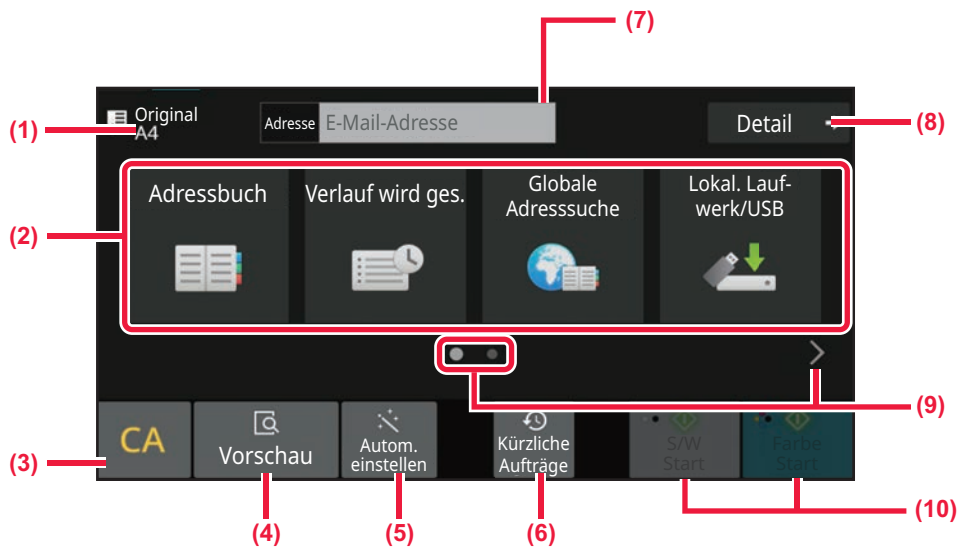 (7)
(1)
Original
A4
Adresse
E-Mail-Adresse
Detail
(8)
(2)
Adressbuch
Verlauf wird ges.
Globale
Adresssuche
Lokal. Lauf-
werk/USB
(9)
(3)
CA
Vorschau
Autom.
einstellen
Kürzliche
Aufträge
S/W
Start
Farbe
Start
(4)
(5)
(6)
(10)